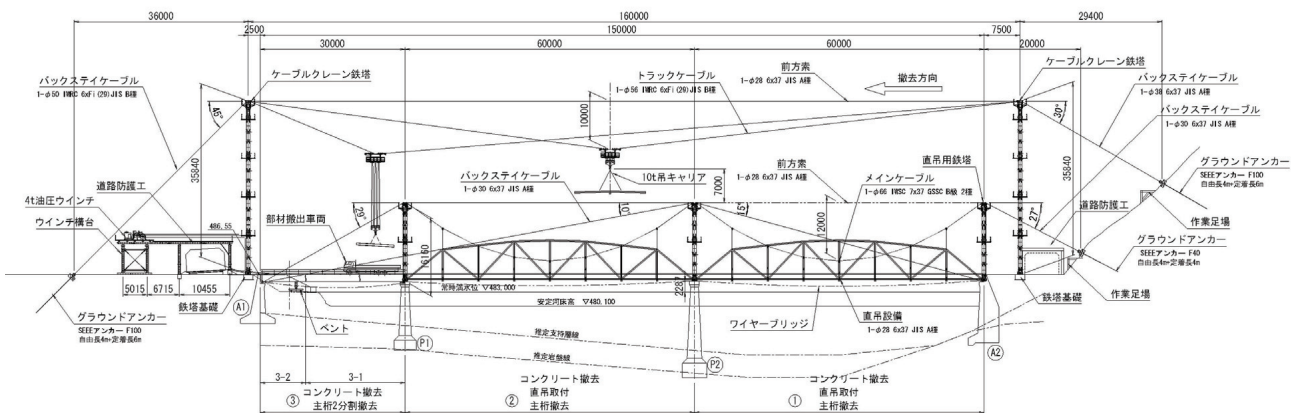 36000
160000
29400
2500
150000
7500
30000
60000
60000
20000
バックステイケーブル
1-φ50 IWRC 6xFi(29)JIS B種
ケーブルクレーン鉄塔
トラックケーブル
1-φ56 IWRC 6xFi(29)JIS B種
前方索
1-φ28 6x37 JIS A種
撤去方向
ケーブルクレーン鉄塔
バックステイケーブル
1-φ38 6x37 JIS A種
バックステイケーブル
1-φ30 6x37 JIS A種
45°
30°
10000
35840
35840
10t吊キャリア
7000
前方索
1-φ28 6x37 JIS A種
直吊用鉄塔
メインケーブル
1-φ66 IWSC 7x37 GSSC B級 2種
バックステイケーブル
1-φ30 6x37 JIS A種
グラウンドアンカー
SEEEアンカー F100
自由長4m+定着長6m
道路防護工
4t油圧ウインチ
ウインチ構台
486.55
部材搬出車両
29°
10°
15°
27°
12000
16150
道路防護工
作業足場
グラウンドアンカー
SEEEアンカー F40
自由長4m+定着長4m
作業足場
5015
6715
10455
鉄塔基礎
A1
常時流水位 ▽483.000
2287
安定河床高 ▽480.100
ベント
ワイヤーブリッジ
直吊設備
1-φ28 6x37 JIS A種
鉄塔基礎
A2
グラウンドアンカー
SEEEアンカー F100
自由長4m+定着長6m
P1
P2
推定支持層線
推定岩盤線
3-2
3-1
③
コンクリート撤去
主桁2分割撤去
②
コンクリート撤去
直吊取付
主桁撤去
①
コンクリート撤去
直吊取付
主桁撤去